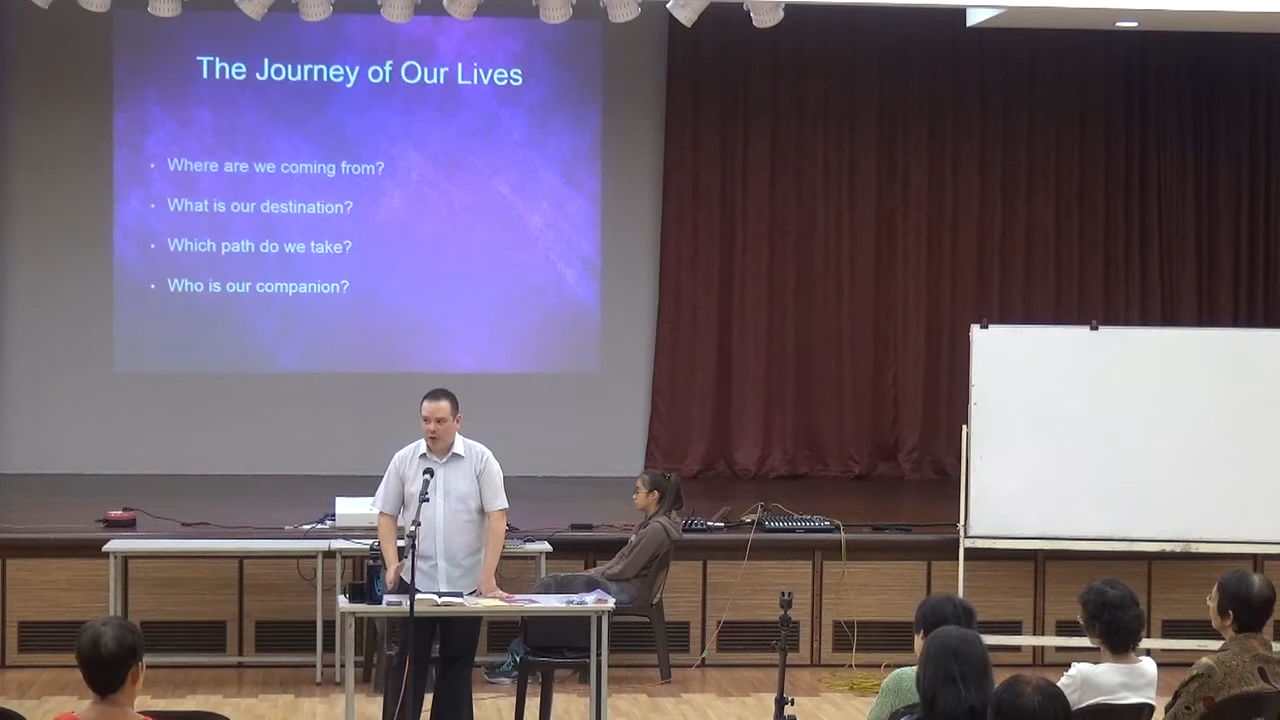 The Journey of Our Lives
• Where are we coming from?
• What is our destination?
• Which path do we take?
• Who is our companion?